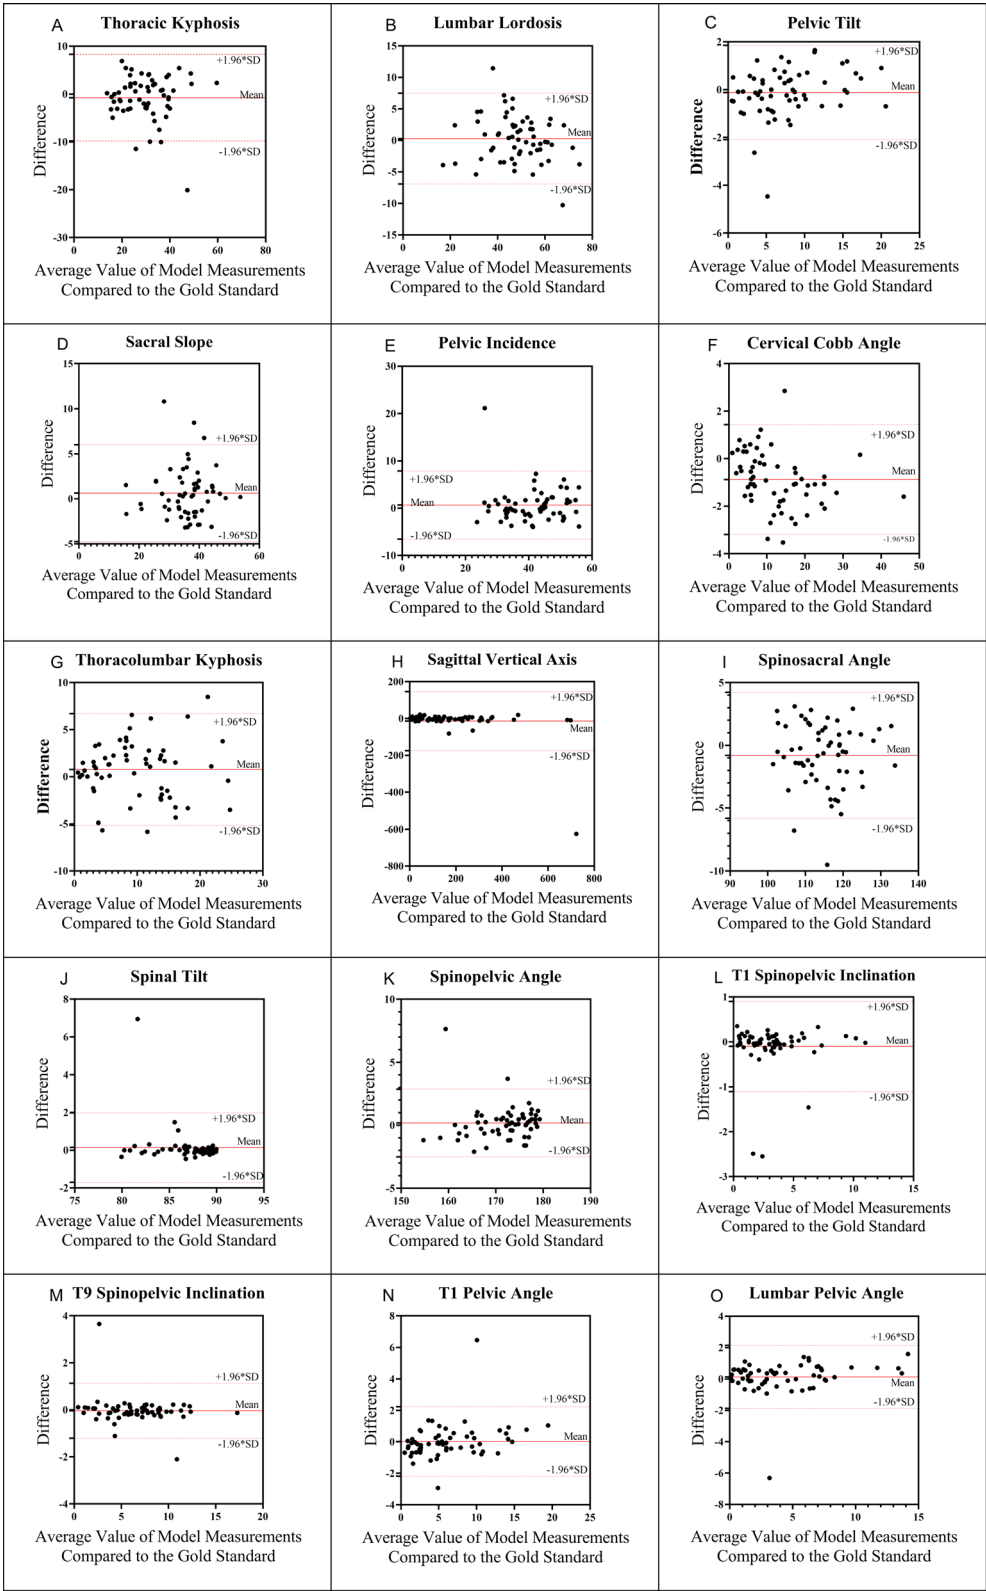 A Thoracic Kyphosis
10
0
-10
-20
-30
0 20 40 60 80
+1.96*SD
Mean
-1.96*SD
Difference
Average Value of Model Measurements
Compared to the Gold Standard
B Lumbar Lordosis
15
10
5
0
-5
-10
-15
0 20 40 60 80
+1.96*SD
Mean
-1.96*SD
Difference
Average Value of Model Measurements
Compared to the Gold Standard
C Pelvic Tilt
2
0
-2
-4
-6
0 5 10 15 20 25
+1.96*SD
Mean
-1.96*SD
Difference
Average Value of Model Measurements
Compared to the Gold Standard
D Sacral Slope
15
10
5
0
-5
0 20 40 60
+1.96*SD
Mean
-1.96*SD
Difference
Average Value of Model Measurements
Compared to the Gold Standard
E Pelvic Incidence
30
20
10
0
-10
0 20 40 60
+1.96*SD
Mean
-1.96*SD
Difference
Average Value of Model Measurements
Compared to the Gold Standard
F Cervical Cobb Angle
4
2
0
-2
-4
0 10 20 30 40 50
+1.96*SD
Mean
-1.96*SD
Difference
Average Value of Model Measurements
Compared to the Gold Standard
G Thoracolumbar Kyphosis
10
5
0
-5
-10
0 10 20 30
+1.96*SD
Mean
-1.96*SD
Difference
Average Value of Model Measurements
Compared to the Gold Standard
H Sagittal Vertical Axis
200
0
-200
-400
-600
-800
0 200 400 600 800
+1.96*SD
Mean
-1.96*SD
Difference
Average Value of Model Measurements
Compared to the Gold Standard
I Spinosacral Angle
5
0
-5
-10
90 100 110 120 130 140
+1.96*SD
Mean
-1.96*SD
Difference
Average Value of Model Measurements
Compared to the Gold Standard
J Spinal Tilt
8
6
4
2
0
-2
75 80 85 90 95
+1.96*SD
Mean
-1.96*SD
Difference
Average Value of Model Measurements
Compared to the Gold Standard
K Spinopelvic Angle
10
5
0
-5
150 160 170 180 190
+1.96*SD
Mean
-1.96*SD
Difference
Average Value of Model Measurements
Compared to the Gold Standard
L T1 Spinopelvic Inclination
1
0
-1
-2
-3
0 5 10 15
+1.96*SD
Mean
-1.96*SD
Difference
Average Value of Model Measurements
Compared to the Gold Standard
M T9 Spinopelvic Inclination
4
2
0
-2
-4
0 5 10 15 20
+1.96*SD
Mean
-1.96*SD
Difference
Average Value of Model Measurements
Compared to the Gold Standard
N T1 Pelvic Angle
8
6
4
2
0
-2
-4
0 5 10 15 20 25
+1.96*SD
Mean
-1.96*SD
Difference
Average Value of Model Measurements
Compared to the Gold Standard
O Lumbar Pelvic Angle
4
2
0
-2
-4
-6
-8
0 5 10 15
+1.96*SD
Mean
-1.96*SD
Difference
Average Value of Model Measurements
Compared to the Gold Standard